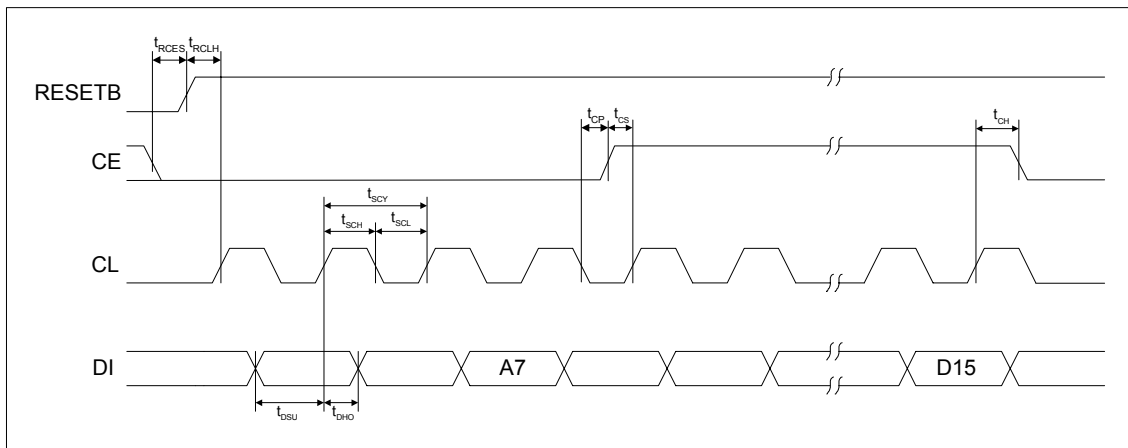 tRCES tRCLH
RESETB
tCP tCS tCH
CE
tSCY
tSCH tSCL
CL
DI A7 D15
tDSU tDHO